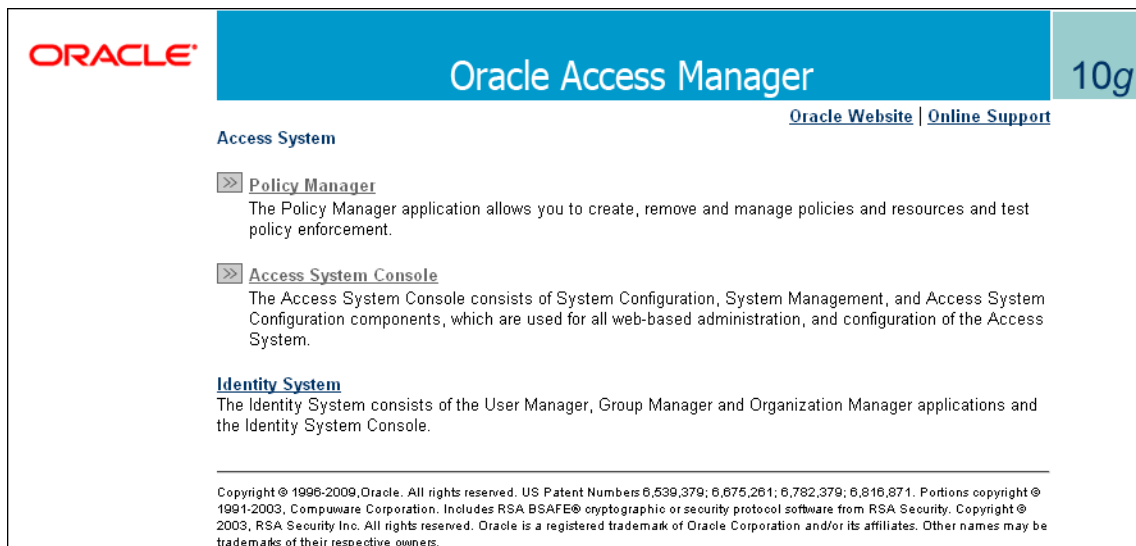 ORACLE®
Oracle Access Manager
10g
Oracle Website | Online Support
Access System
>> Policy Manager
The Policy Manager application allows you to create, remove and manage policies and resources and test
policy enforcement.
>> Access System Console
The Access System Console consists of System Configuration, System Management, and Access System
Configuration components, which are used for all web-based administration, and configuration of the Access
System.
Identity System
The Identity System consists of the User Manager, Group Manager and Organization Manager applications and
the Identity System Console.
Copyright © 1996-2009,Oracle. All rights reserved. US Patent Numbers 6,539,379; 6,675,261; 6,782,379; 6,816,871. Portions copyright ©
1991-2003, Compuware Corporation. Includes RSA BSAFE® cryptographic or security protocol software from RSA Security. Copyright ©
2003, RSA Security Inc. All rights reserved. Oracle is a registered trademark of Oracle Corporation and/or its affiliates. Other names may be
trademarks of their respective owners.